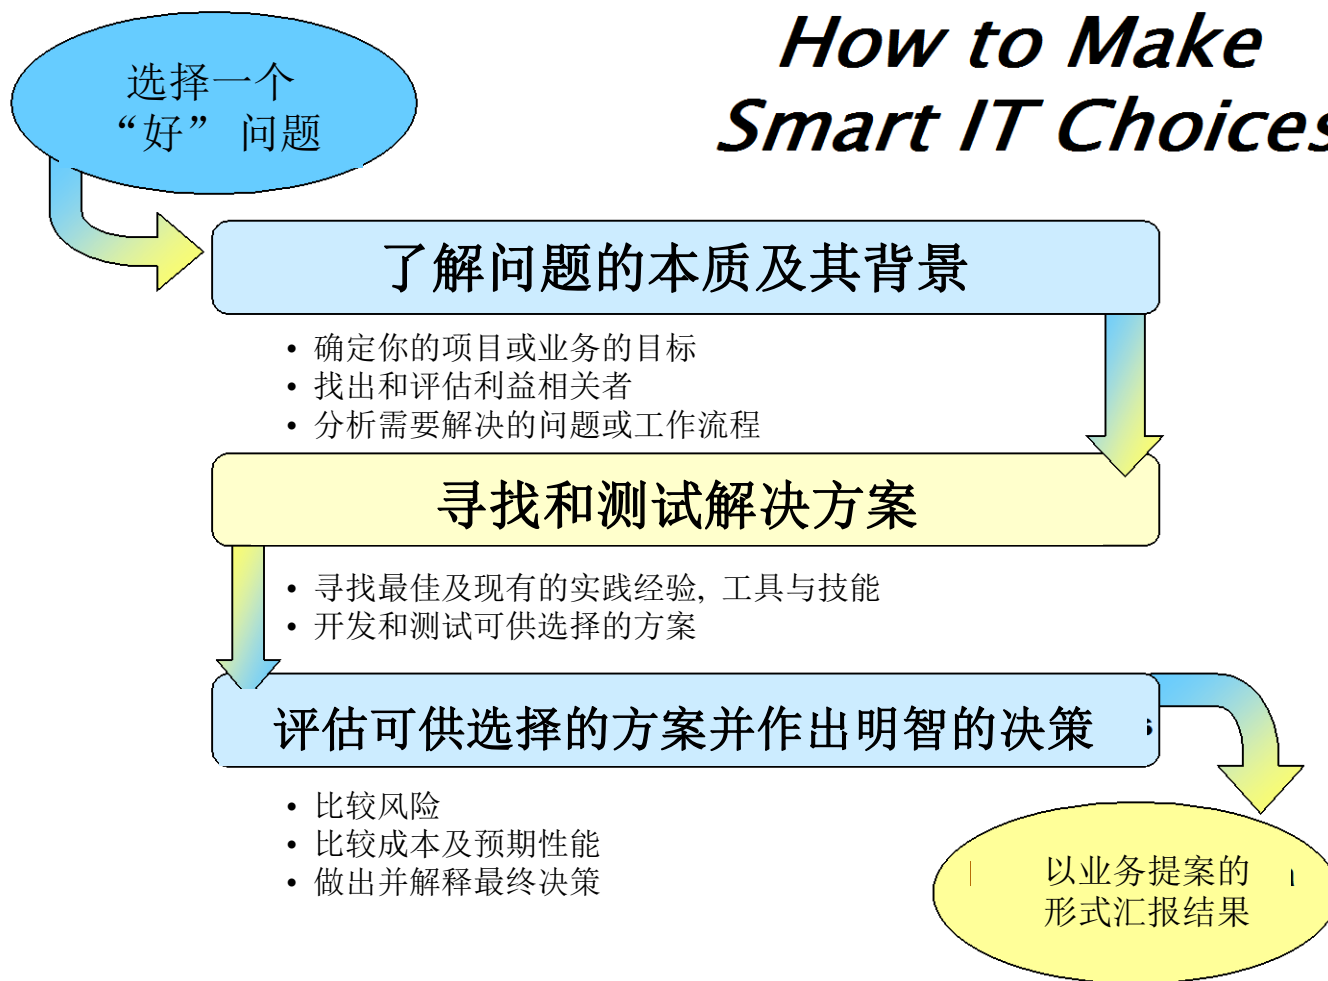 选择一个
“好” 问题
How to Make
Smart IT Choices
了解问题的本质及其背景
• 确定你的项目或业务的目标
• 找出和评估利益相关者
• 分析需要解决的问题或工作流程
寻找和测试解决方案
• 寻找最佳及现有的实践经验, 工具与技能
• 开发和测试可供选择的方案
评估可供选择的方案并作出明智的决策
• 比较风险
• 比较成本及预期性能
• 做出并解释最终决策
以业务提案的
形式汇报结果